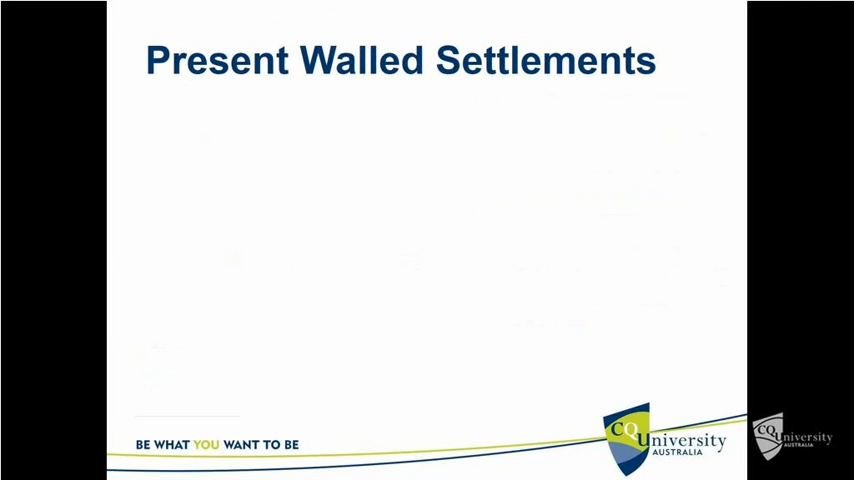 Present Walled Settlements
BE WHAT YOU WANT TO BE
CQUniversity
AUSTRALIA
CQUniversity
AUSTRALIA